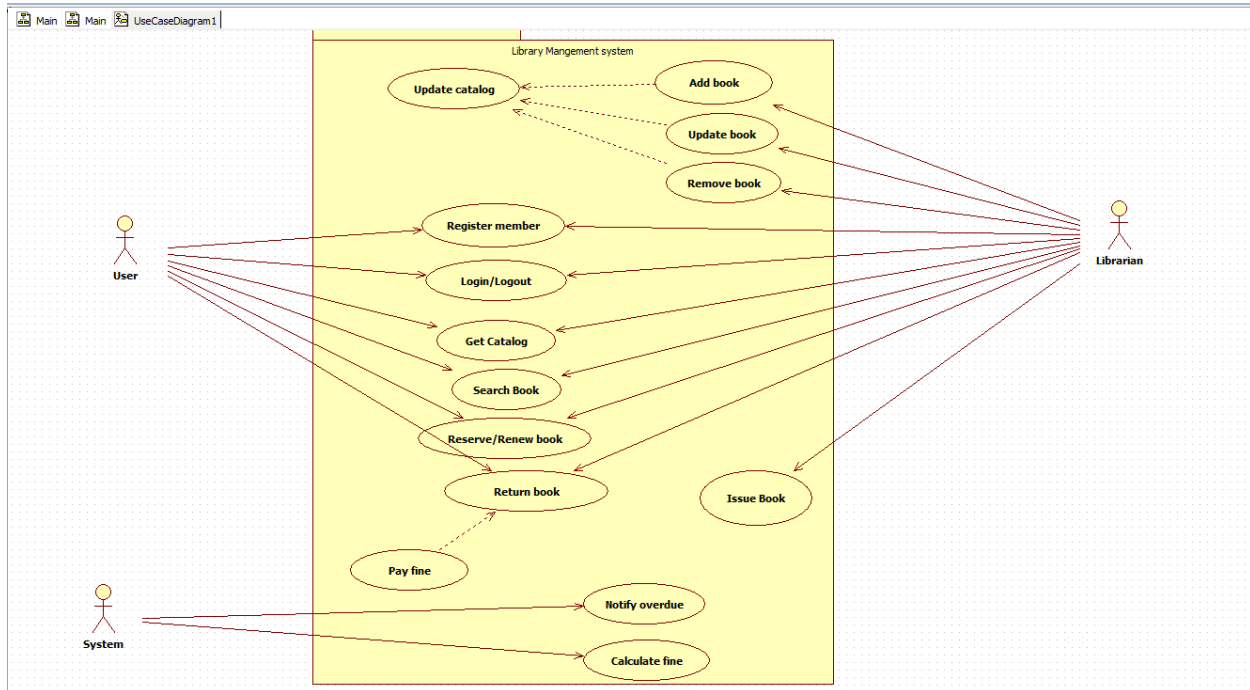 Main Main UseCaseDiagram1
Library Mangement system
Update catalog
Add book
Update book
Remove book
Register member
User
Librarian
Login/Logout
Get Catalog
Search Book
Reserve/Renew book
Return book
Issue Book
Pay fine
Notify overdue
System
Calculate fine